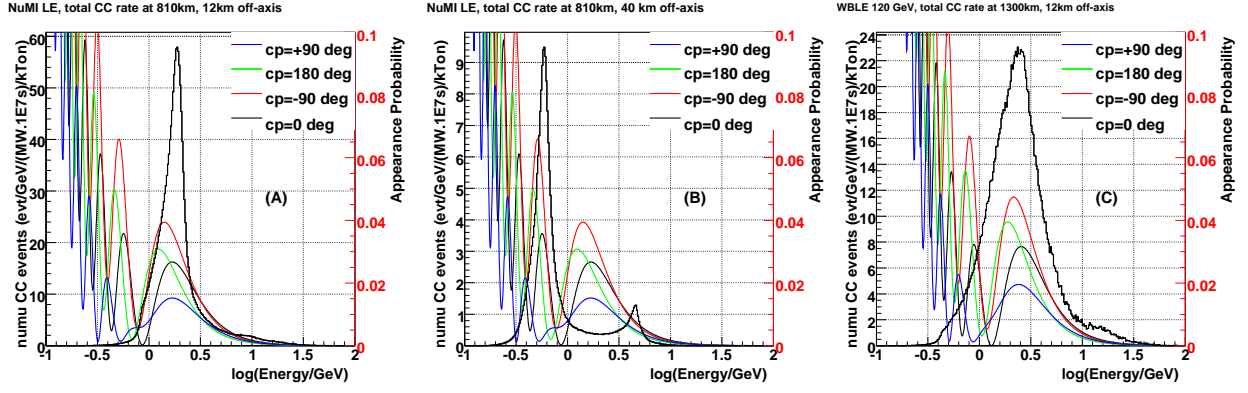 NuMI LE, total CC rate at 810km, 12km off-axis
numu CC events (evt/GeV/(MW.1E7s)/kTon)
60
50
40
30
20
10
0
cp=+90 deg
cp=180 deg
cp=-90 deg
cp=0 deg
(A)
0.1
0.08
0.06
0.04
0.02
0
Appearance Probability
-1 -0.5 0 0.5 1 1.5 2
log(Energy/GeV)
NuMI LE, total CC rate at 810km, 40 km off-axis
numu CC events (evt/GeV/(MW.1E7s)/kTon)
9
8
7
6
5
4
3
2
1
0
cp=+90 deg
cp=180 deg
cp=-90 deg
cp=0 deg
(B)
0.1
0.08
0.06
0.04
0.02
0
Appearance Probability
-1 -0.5 0 0.5 1 1.5 2
log(Energy/GeV)
WBLE 120 GeV, total CC rate at 1300km, 12km off-axis
numu CC events (evt/GeV/(MW.1E7s)/kTon)
24
22
20
18
16
14
12
10
8
6
4
2
0
cp=+90 deg
cp=180 deg
cp=-90 deg
cp=0 deg
(C)
0.1
0.08
0.06
0.04
0.02
0
Appearance Probability
-1 -0.5 0 0.5 1 1.5 2
log(Energy/GeV)